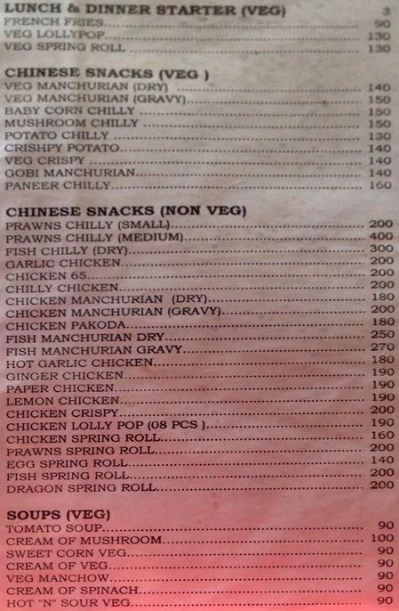 LUNCH & DINNER STARTER (VEG) 3
FRENCH FRIES 90
VEG LOLLYPOP 130
VEG SPRING ROLL 130
CHINESE SNACKS (VEG )
VEG MANCHURIAN (DRY) 140
VEG MANCHURIAN (GRAVY) 150
BABY CORN CHILLY 150
MUSHROOM CHILLY 150
POTATO CHILLY 130
CRISHPY POTATO 140
VEG CRISPY 140
GOBI MANCHURIAN 140
PANEER CHILLY 160
CHINESE SNACKS (NON VEG)
PRAWNS CHILLY (SMALL) 200
PRAWNS CHILLY (MEDIUM) 400
FISH CHILLY (DRY) 300
GARLIC CHICKEN 200
CHICKEN 65 200
CHILLY CHICKEN 200
CHICKEN MANCHURIAN (DRY) 180
CHICKEN MANCHURIAN (GRAVY) 200
CHICKEN PAKODA 180
FISH MANCHURIAN DRY 250
FISH MANCHURIAN GRAVY 270
HOT GARLIC CHICKEN 180
GINGER CHICKEN 190
PAPER CHICKEN 190
LEMON CHICKEN 190
CHICKEN CRISPY 200
CHICKEN LOLLY POP (08 PCS ) 190
CHICKEN SPRING ROLL 160
PRAWNS SPRING ROLL 200
EGG SPRING ROLL 140
FISH SPRING ROLL 200
DRAGON SPRING ROLL 200
SOUPS (VEG)
TOMATO SOUP 90
CREAM OF MUSHROOM 100
SWEET CORN VEG 90
CREAM OF VEG 90
VEG MANCHOW 90
CREAM OF SPINACH 90
HOT "N" SOUR VEG 90